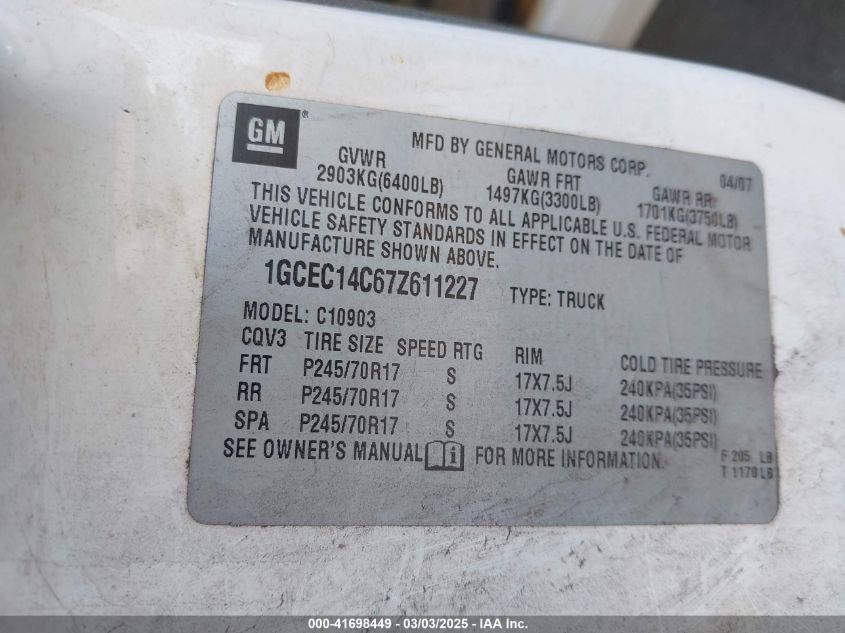 GM ®
MFD BY GENERAL MOTORS CORP. 04/07
GVWR GAWR FRT GAWR RR
2903KG(6400LB) 1497KG(3300LB) 1701KG(3750LB)
THIS VEHICLE CONFORMS TO ALL APPLICABLE U.S. FEDERAL MOTOR
VEHICLE SAFETY STANDARDS IN EFFECT ON THE DATE OF
MANUFACTURE SHOWN ABOVE.
1GCEC14C67Z611227 TYPE: TRUCK
MODEL: C10903
CQV3 TIRE SIZE SPEED RTG RIM COLD TIRE PRESSURE
FRT P245/70R17 S 17X7.5J 240KPA(35PSI)
RR P245/70R17 S 17X7.5J 240KPA(35PSI)
SPA P245/70R17 S 17X7.5J 240KPA(35PSI)
SEE OWNER'S MANUAL i FOR MORE INFORMATION. F 205 LB
T 1170 LB
000-41698449 — 03/03/2025 — IAA Inc.